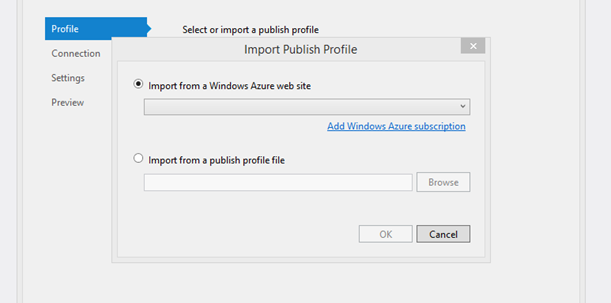 Profile
Select or import a publish profile
Import Publish Profile
Connection
Settings
Preview
Import from a Windows Azure web site
Add Windows Azure subscription
Import from a publish profile file
Browse
OK
Cancel